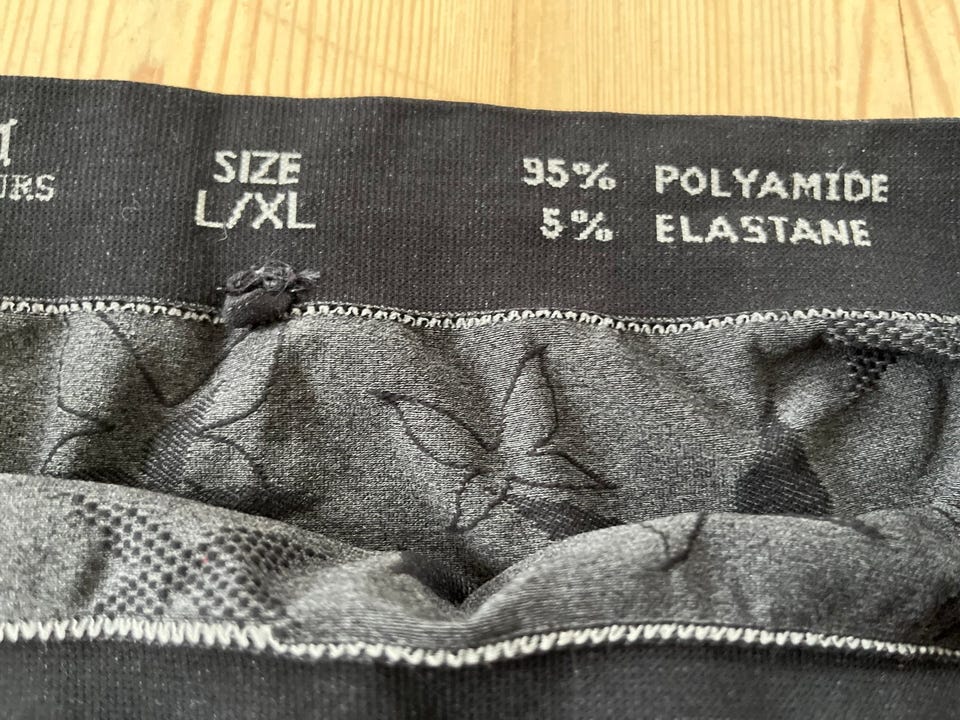 SIZE
L/XL
95% POLYAMIDE
5% ELASTANE